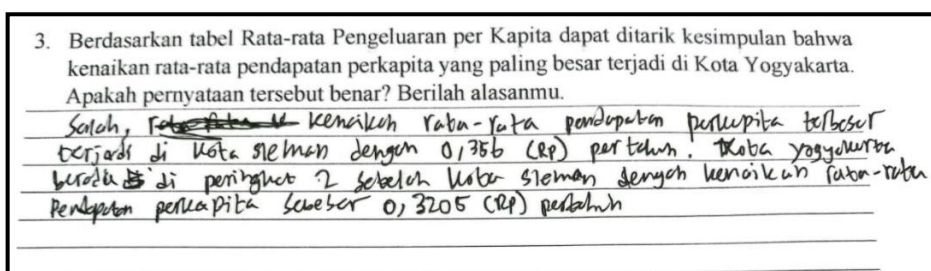 3. Berdasarkan tabel Rata-rata Pengeluaran per Kapita dapat ditarik kesimpulan bahwa
kenaikan rata-rata pendapatan perkapita yang paling besar terjadi di Kota Yogyakarta.
Apakah pernyataan tersebut benar? Berilah alasanmu.
Salah, kenaikan rata-rata pendapatan perkapita terbesar
terjadi di kota sleman dengan 0,356 (RP) per tahun. Kota yogyakarta
berada di peringkat 2 setelah kota sleman dengan kenaikan rata-rata
Pendapatan perkapita sebesar 0,3205 (RP) pertahun